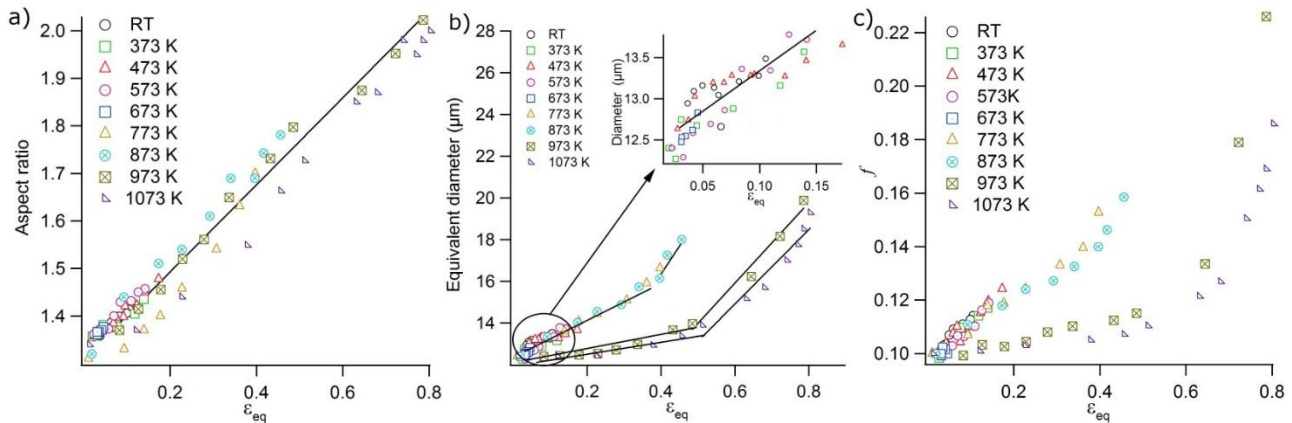 a)
Aspect ratio
2.0
1.9
1.8
1.7
1.6
1.5
1.4
0.2
0.4
0.6
0.8
εeq
RT
373 K
473 K
573 K
673 K
773 K
873 K
973 K
1073 K
b)
Equivalent diameter (μm)
28
26
24
22
20
18
16
14
0.2
0.4
0.6
0.8
εeq
RT
373 K
473 K
573 K
673 K
773 K
873 K
973 K
1073 K
Diameter (μm)
13.5
13.0
12.5
0.05
0.10
0.15
εeq
c)
f
0.22
0.20
0.18
0.16
0.14
0.12
0.10
0.2
0.4
0.6
0.8
εeq
RT
373 K
473 K
573K
673 K
773 K
873 K
973 K
1073 K